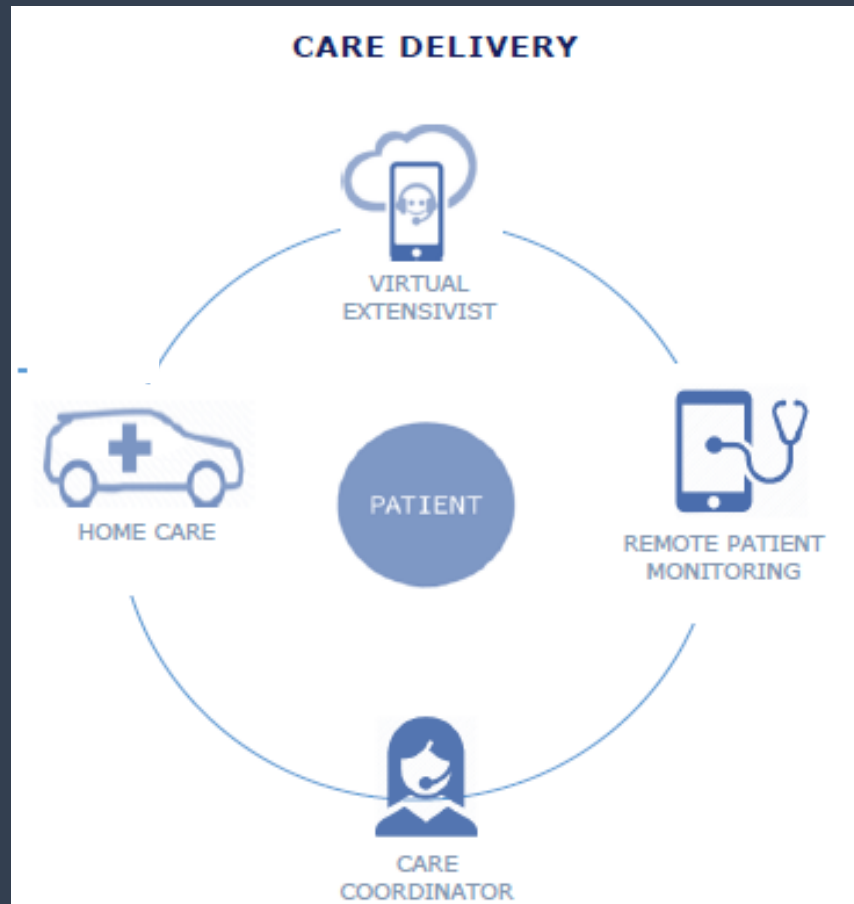 CARE DELIVERY
VIRTUAL
EXTENSIVIST
HOME CARE
PATIENT
REMOTE PATIENT
MONITORING
CARE
COORDINATOR